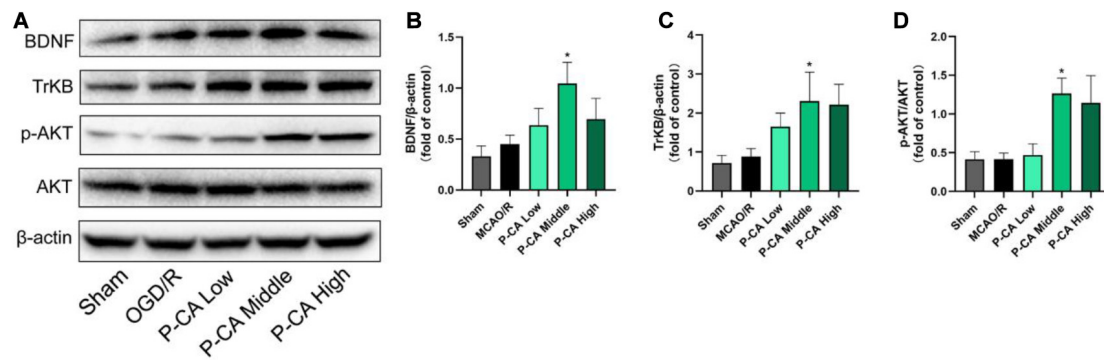 A
BDNF
TrKB
p-AKT
AKT
β-actin
Sham
OGD/R
P-CA Low
P-CA Middle
P-CA High
B
BDNF/β-actin
(fold of control)
1.5
1.0
0.5
0.0
*
Sham
MCAO/R
P-CA Low
P-CA Middle
P-CA High
C
TrKB/β-actin
(fold of control)
4
3
2
1
0
*
Sham
MCAO/R
P-CA Low
P-CA Middle
P-CA High
D
p-AKT/AKT
(fold of control)
2.0
1.5
1.0
0.5
0.0
*
Sham
MCAO/R
P-CA Low
P-CA Middle
P-CA High